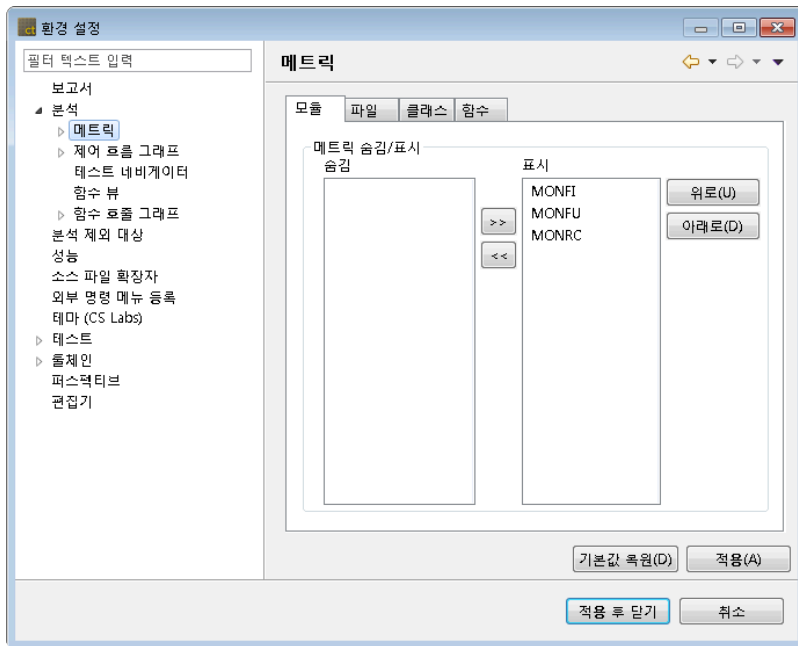 ct 환경 설정
필터 텍스트 입력
보고서
분석
메트릭
제어 흐름 그래프
테스트 네비게이터
함수 뷰
함수 호출 그래프
분석 제외 대상
성능
소스 파일 확장자
외부 명령 메뉴 등록
테마 (CS Labs)
테스트
툴체인
퍼스펙티브
편집기
메트릭
모듈 파일 클래스 함수
메트릭 숨김/표시
숨김 표시
MONFI
MONFU
MONRC
>>
<<
위로(U)
아래로(D)
기본값 복원(D) 적용(A)
적용 후 닫기 취소